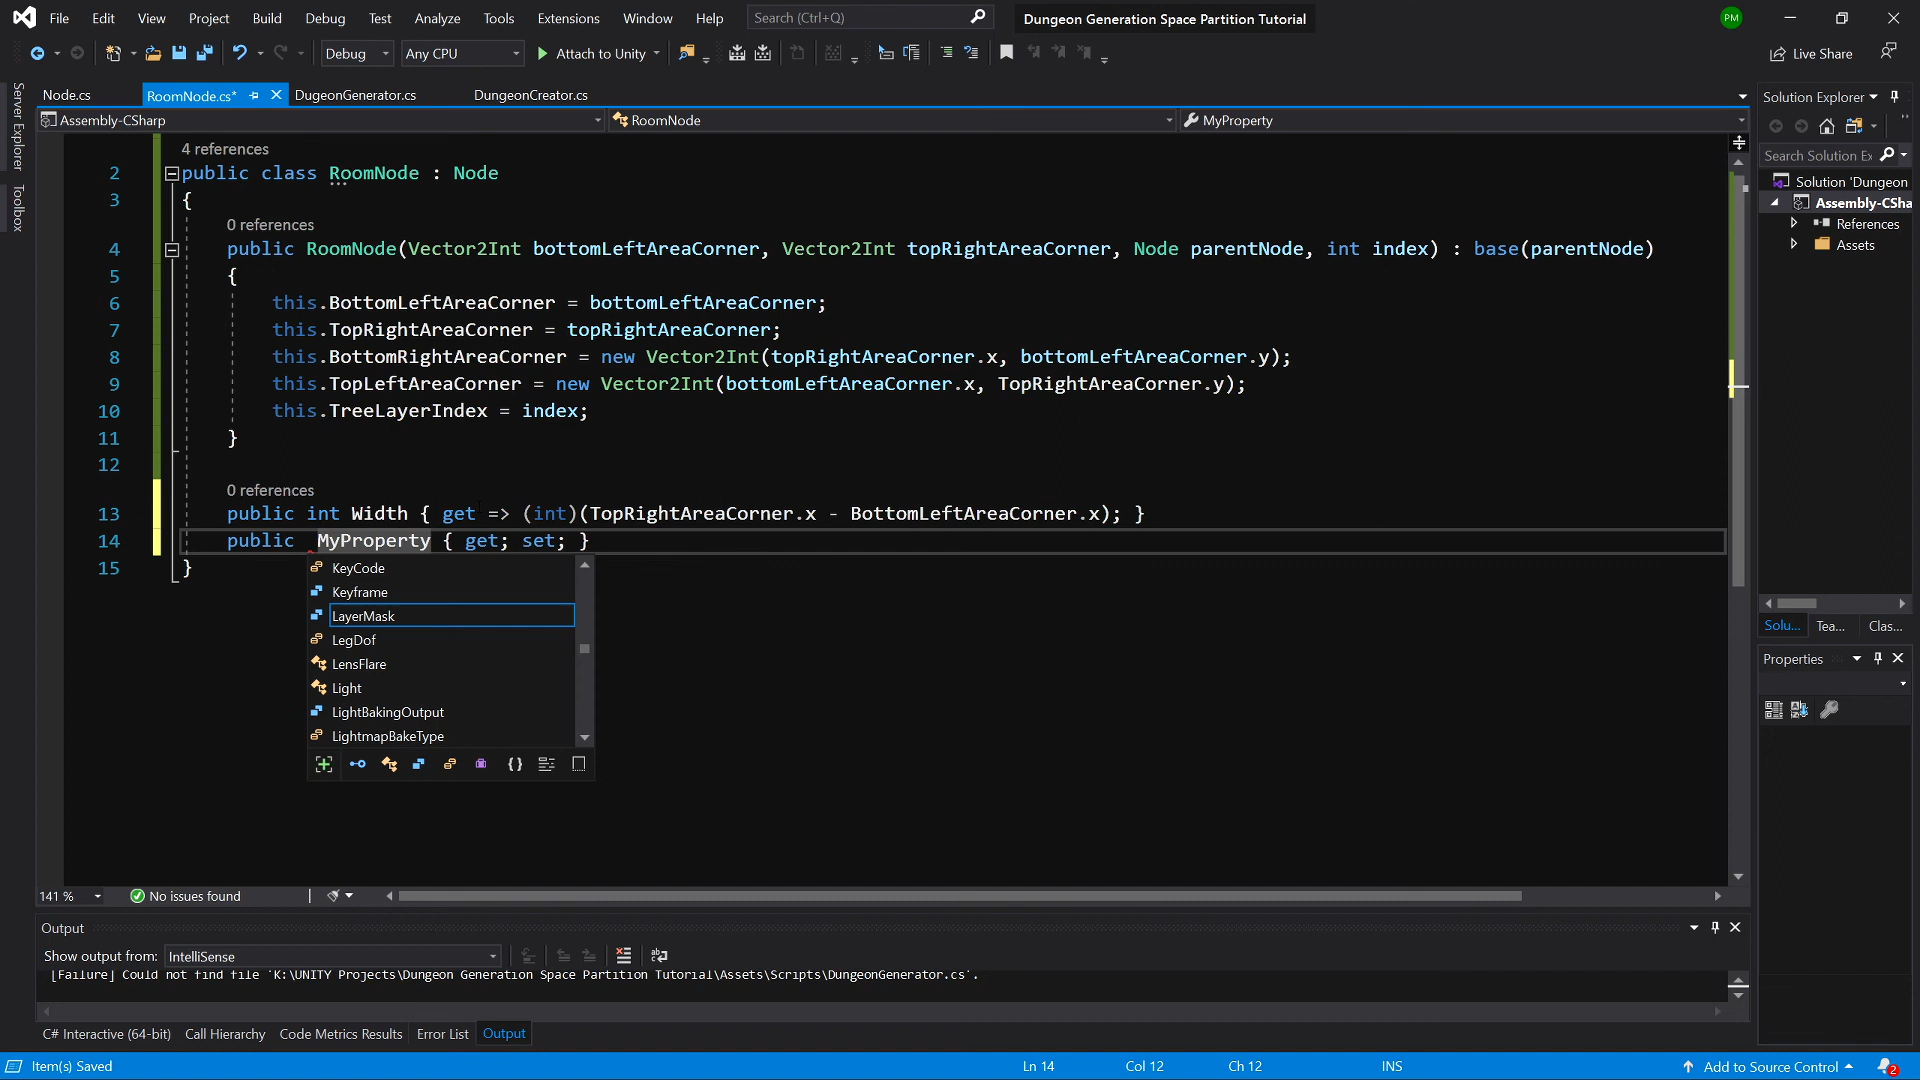 File Edit View Project Build Debug Test Analyze Tools Extensions Window Help Search (Ctrl+Q) Dungeon Generation Space Partition Tutorial PM
Debug Any CPU Attach to Unity Live Share
Server Explorer
Toolbox
Node.cs RoomNode.cs* DugeonGenerator.cs DungeonCreator.cs
Assembly-CSharp RoomNode MyProperty
4 references
2 public class RoomNode : Node
3 {
0 references
4 public RoomNode(Vector2Int bottomLeftAreaCorner, Vector2Int topRightAreaCorner, Node parentNode, int index) : base(parentNode)
5 {
6 this.BottomLeftAreaCorner = bottomLeftAreaCorner;
7 this.TopRightAreaCorner = topRightAreaCorner;
8 this.BottomRightAreaCorner = new Vector2Int(topRightAreaCorner.x, bottomLeftAreaCorner.y);
9 this.TopLeftAreaCorner = new Vector2Int(bottomLeftAreaCorner.x, TopRightAreaCorner.y);
10 this.TreeLayerIndex = index;
11 }
12
0 references
13 public int Width { get => (int)(TopRightAreaCorner.x - BottomLeftAreaCorner.x); }
14 public MyProperty { get; set; }
15 }
KeyCode
Keyframe
LayerMask
LegDof
LensFlare
Light
LightBakingOutput
LightmapBakeType
141 % No issues found
Output
Show output from: IntelliSense
[Failure] Could not find file 'K:\UNITY Projects\Dungeon Generation Space Partition Tutorial\Assets\Scripts\DungeonGenerator.cs'.
C# Interactive (64-bit) Call Hierarchy Code Metrics Results Error List Output
Item(s) Saved Ln 14 Col 12 Ch 12 INS Add to Source Control 2
Solution Explorer
Search Solution Ex
Solution 'Dungeon
Assembly-CSha
References
Assets
Solu... Tea... Clas...
Properties